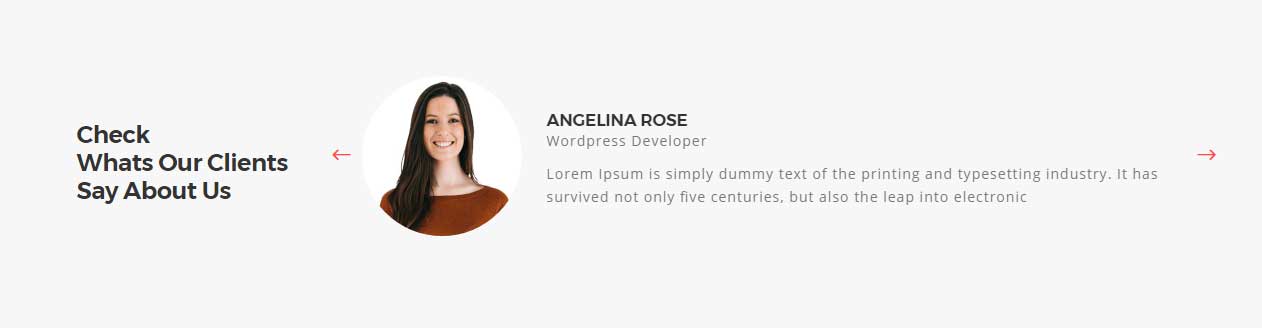 Check
Whats Our Clients
Say About Us
ANGELINA ROSE
Wordpress Developer
Lorem Ipsum is simply dummy text of the printing and typesetting industry. It has
survived not only five centuries, but also the leap into electronic